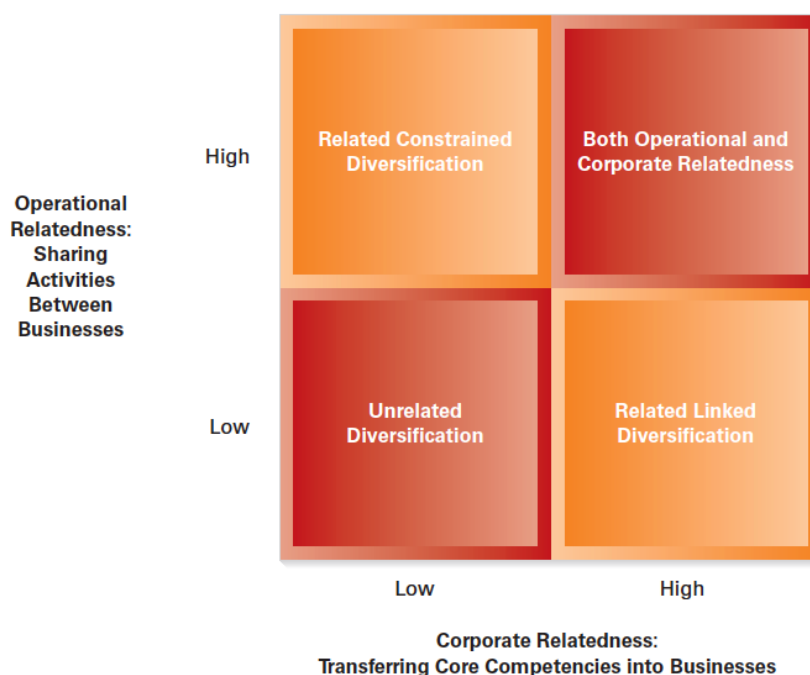 Related Constrained
Diversification
Both Operational and
Corporate Relatedness
High
Operational
Relatedness:
Sharing
Activities
Between
Businesses
Unrelated
Diversification
Related Linked
Diversification
Low
Low
High
Corporate Relatedness:
Transferring Core Competencies into Businesses